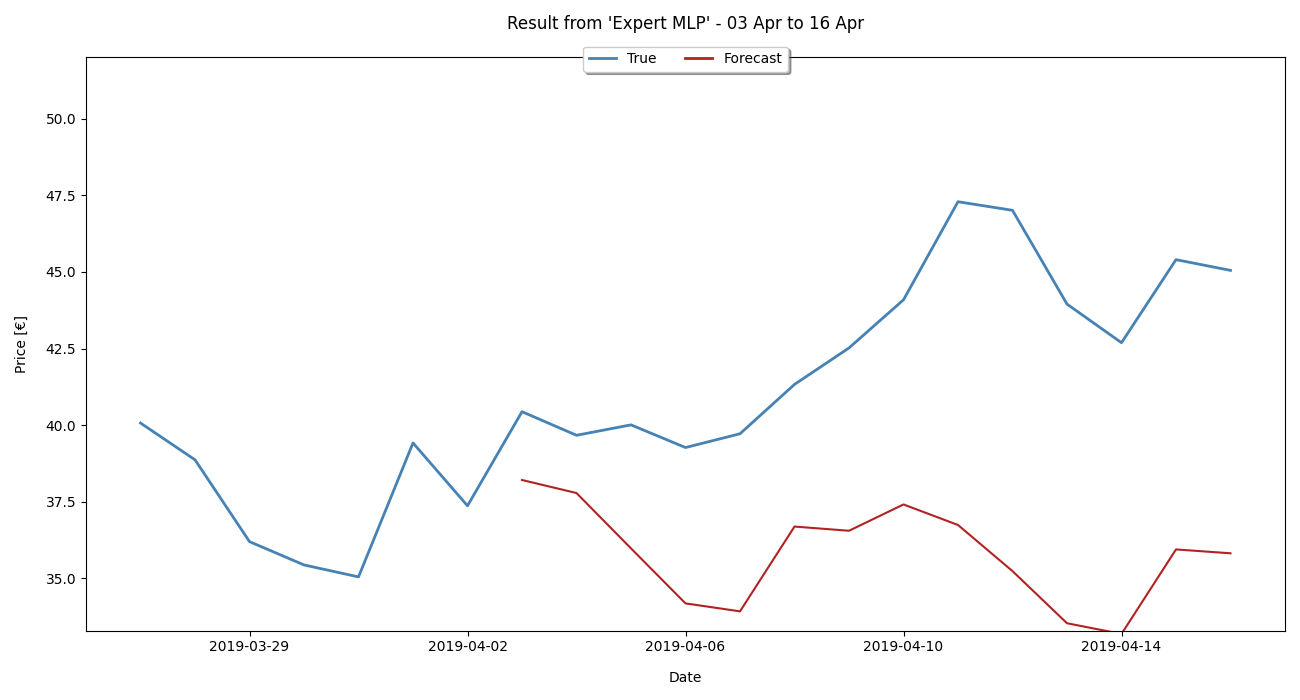 Result from 'Expert MLP' - 03 Apr to 16 Apr
True Forecast
50.0
47.5
45.0
42.5
40.0
37.5
35.0
Price [€]
2019-03-29 2019-04-02 2019-04-06 2019-04-10 2019-04-14
Date